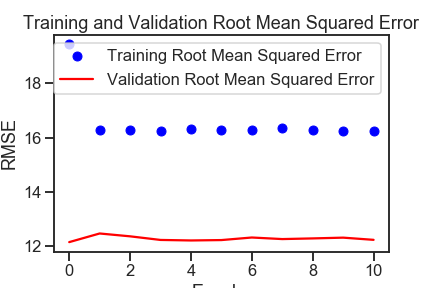 Training and Validation Root Mean Squared Error
Training Root Mean Squared Error
Validation Root Mean Squared Error
RMSE
18
16
14
12
0 2 4 6 8 10